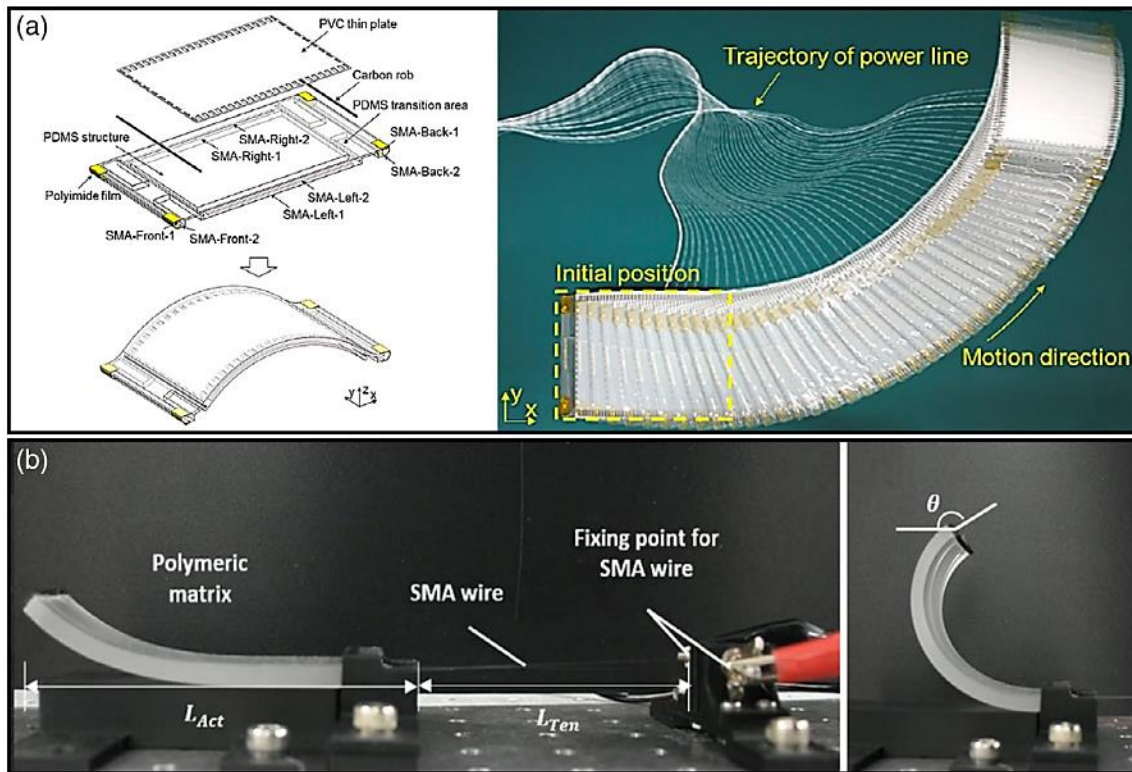 (a)
PVC thin plate
Carbon rob
PDMS transition area
PDMS structure
SMA-Right-2
SMA-Right-1
SMA-Back-1
SMA-Back-2
Polyimide film
SMA-Left-2
SMA-Left-1
SMA-Front-1
SMA-Front-2
y z x
Trajectory of power line
Initial position
Motion direction
y
x
(b)
Polymeric
matrix
SMA wire
Fixing point for
SMA wire
L_Act
L_Ten
θ